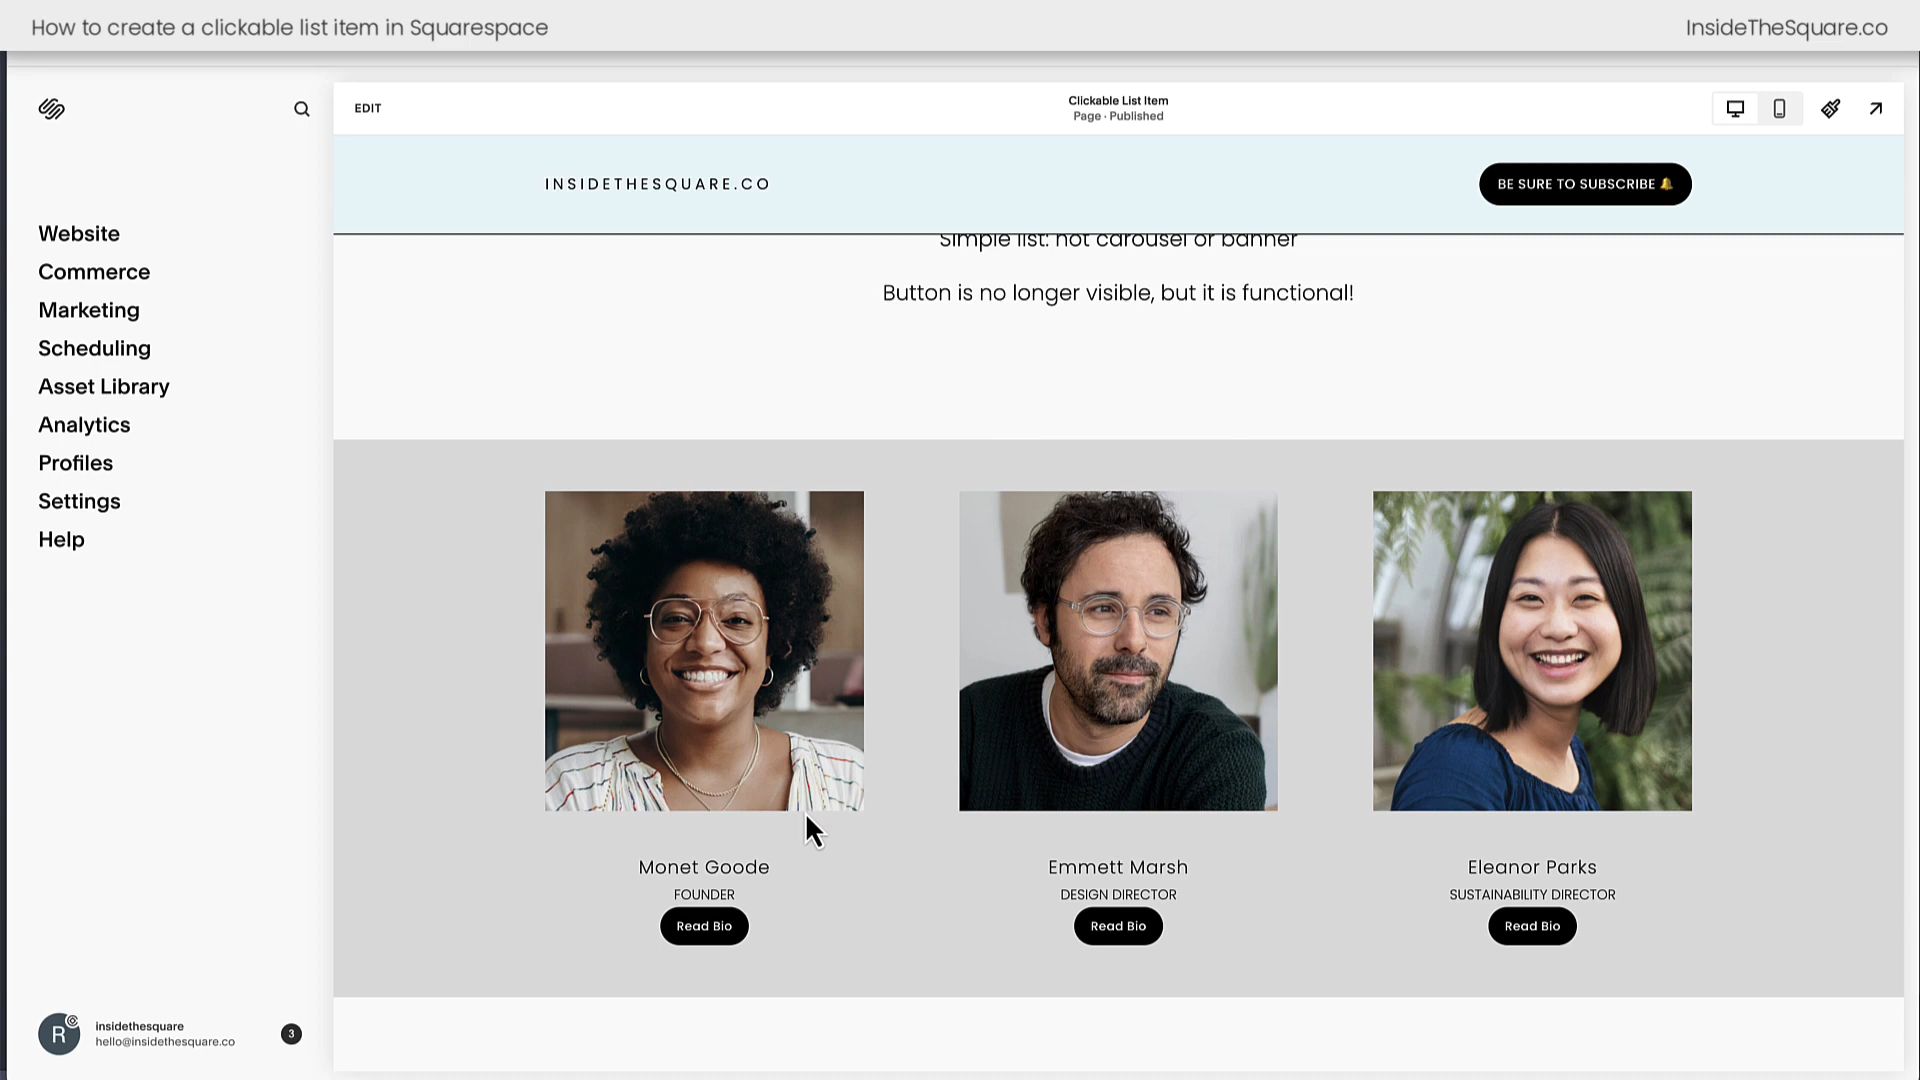 How to create a clickable list item in Squarespace
InsideTheSquare.co
EDIT
Clickable List Item
Page · Published
INSIDETHESQUARE.CO
BE SURE TO SUBSCRIBE 🔔
Website
Commerce
Marketing
Scheduling
Asset Library
Analytics
Profiles
Settings
Help
Simple list: not carousel or banner
Button is no longer visible, but it is functional!
Monet Goode
FOUNDER
Read Bio
Emmett Marsh
DESIGN DIRECTOR
Read Bio
Eleanor Parks
SUSTAINABILITY DIRECTOR
Read Bio
R
insidethesquare
hello@insidethesquare.co
3